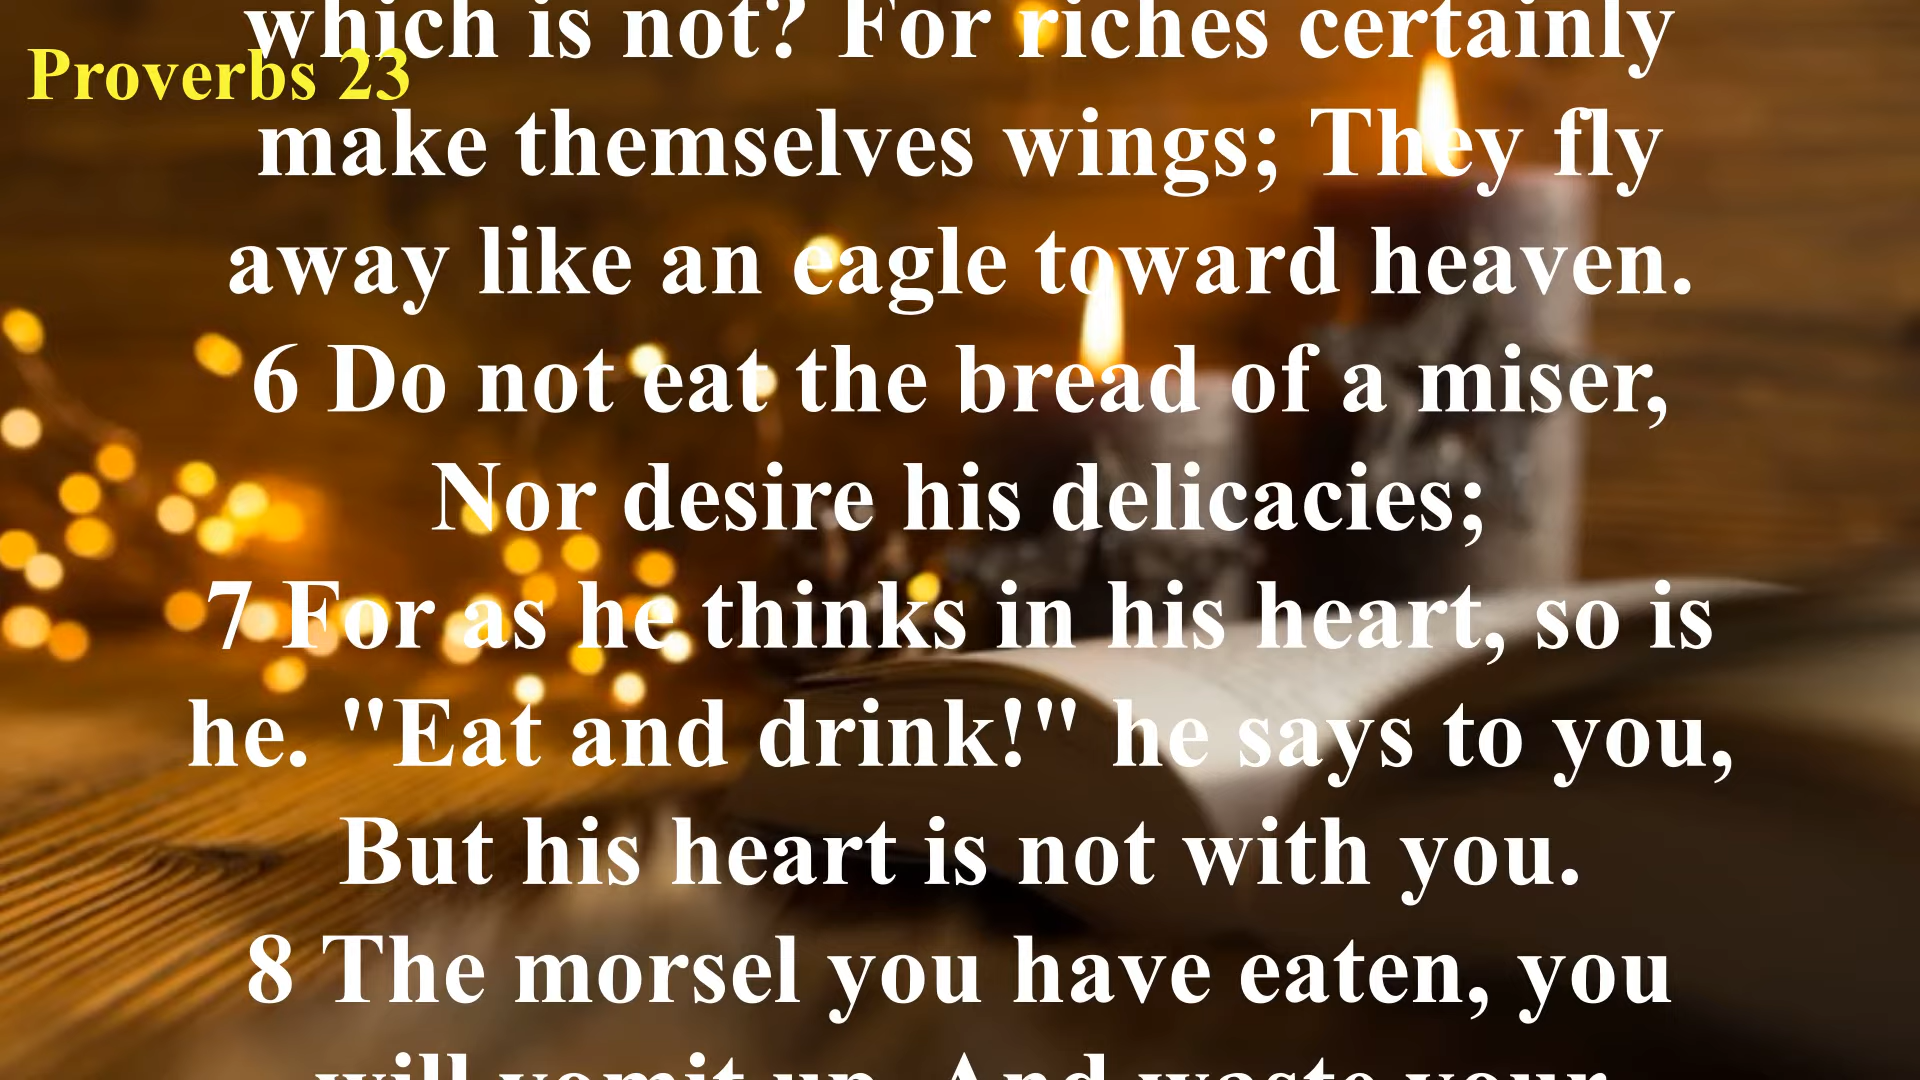 which is not? For riches certainly
Proverbs 23
make themselves wings; They fly
away like an eagle toward heaven.
6 Do not eat the bread of a miser,
Nor desire his delicacies;
7 For as he thinks in his heart, so is
he. "Eat and drink!" he says to you,
But his heart is not with you.
8 The morsel you have eaten, you
will vomit up, And waste your